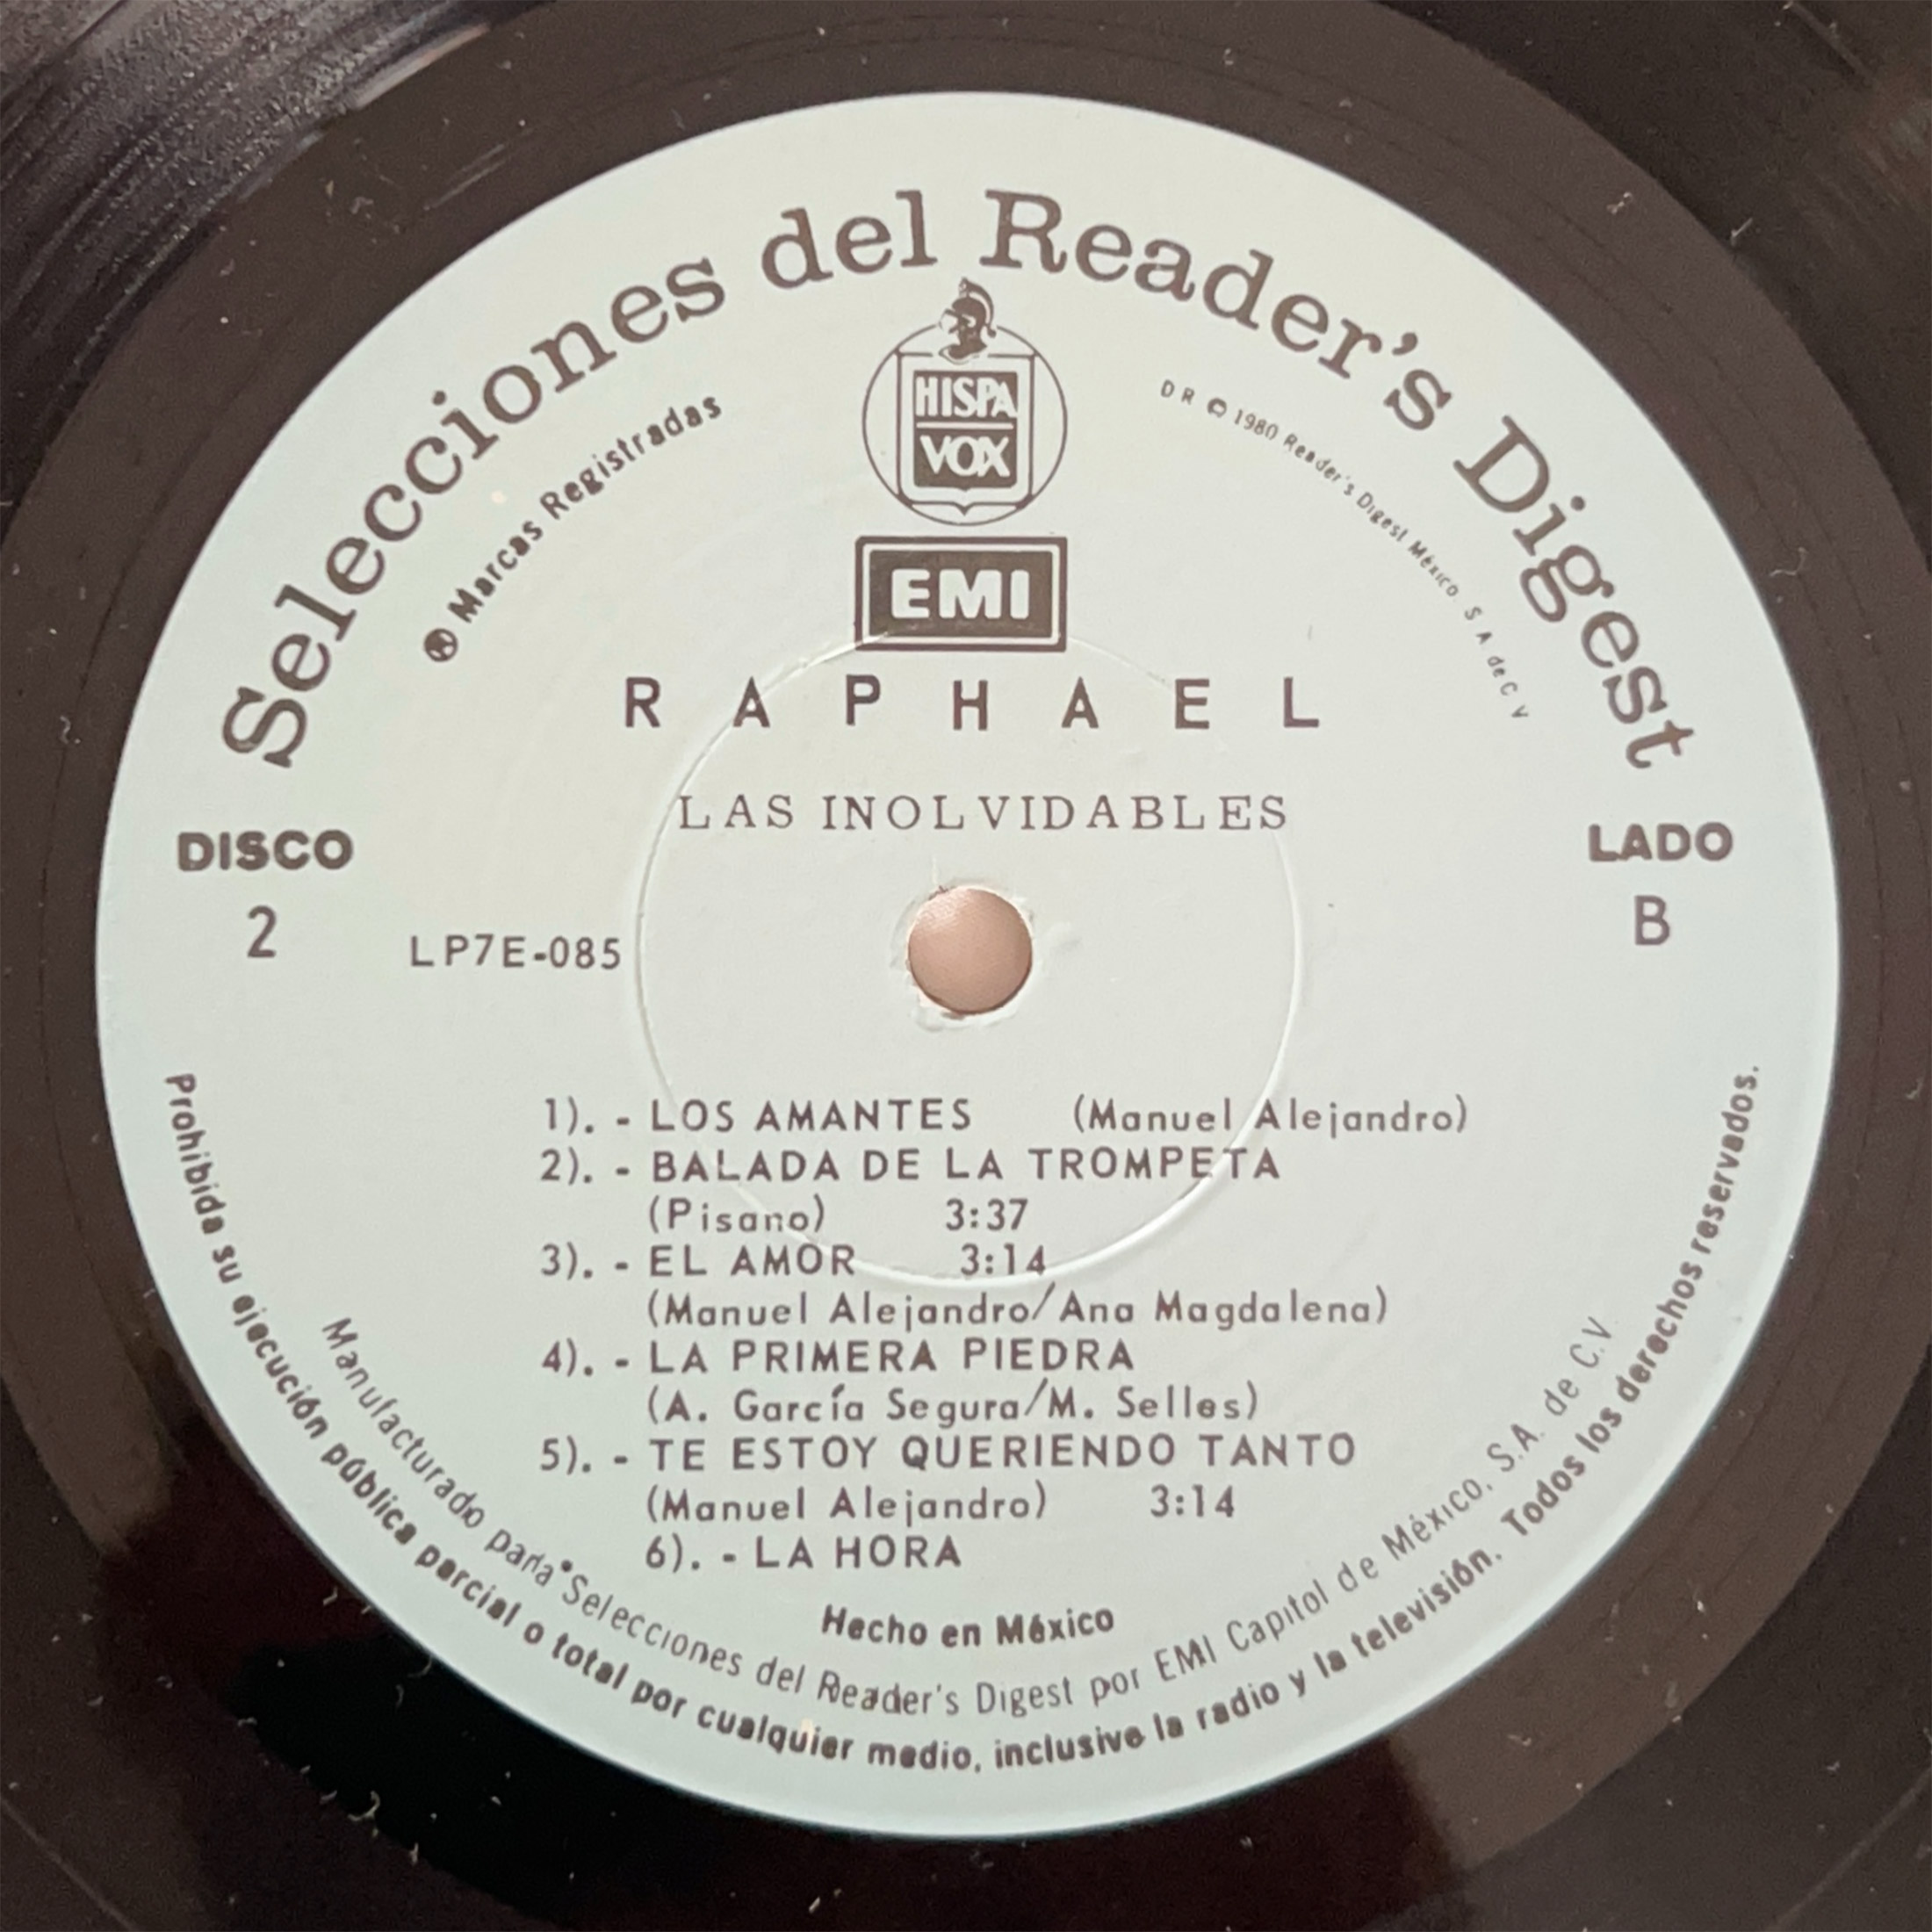 Selecciones del Reader's Digest
Marcas Registradas
HISPA
VOX
D R © 1980 Reader's Digest México S A de C V
EMI
RAPHAEL
LAS INOLVIDABLES
DISCO
2
LADO
B
LP7E-085
1). - LOS AMANTES (Manuel Alejandro)
2). - BALADA DE LA TROMPETA
(Pisano) 3:37
3). - EL AMOR 3:14
(Manuel Alejandro/Ana Magdalena)
4). - LA PRIMERA PIEDRA
(A. García Segura/M. Selles)
5). - TE ESTOY QUERIENDO TANTO
(Manuel Alejandro) 3:14
6). - LA HORA
Hecho en México
Manufacturado para Selecciones del Reader's Digest por EMI Capitol de México, S.A. de C.V.
Prohibida su ejecución pública parcial o total por cualquier medio, inclusive la radio y la televisión. Todos los derechos reservados.